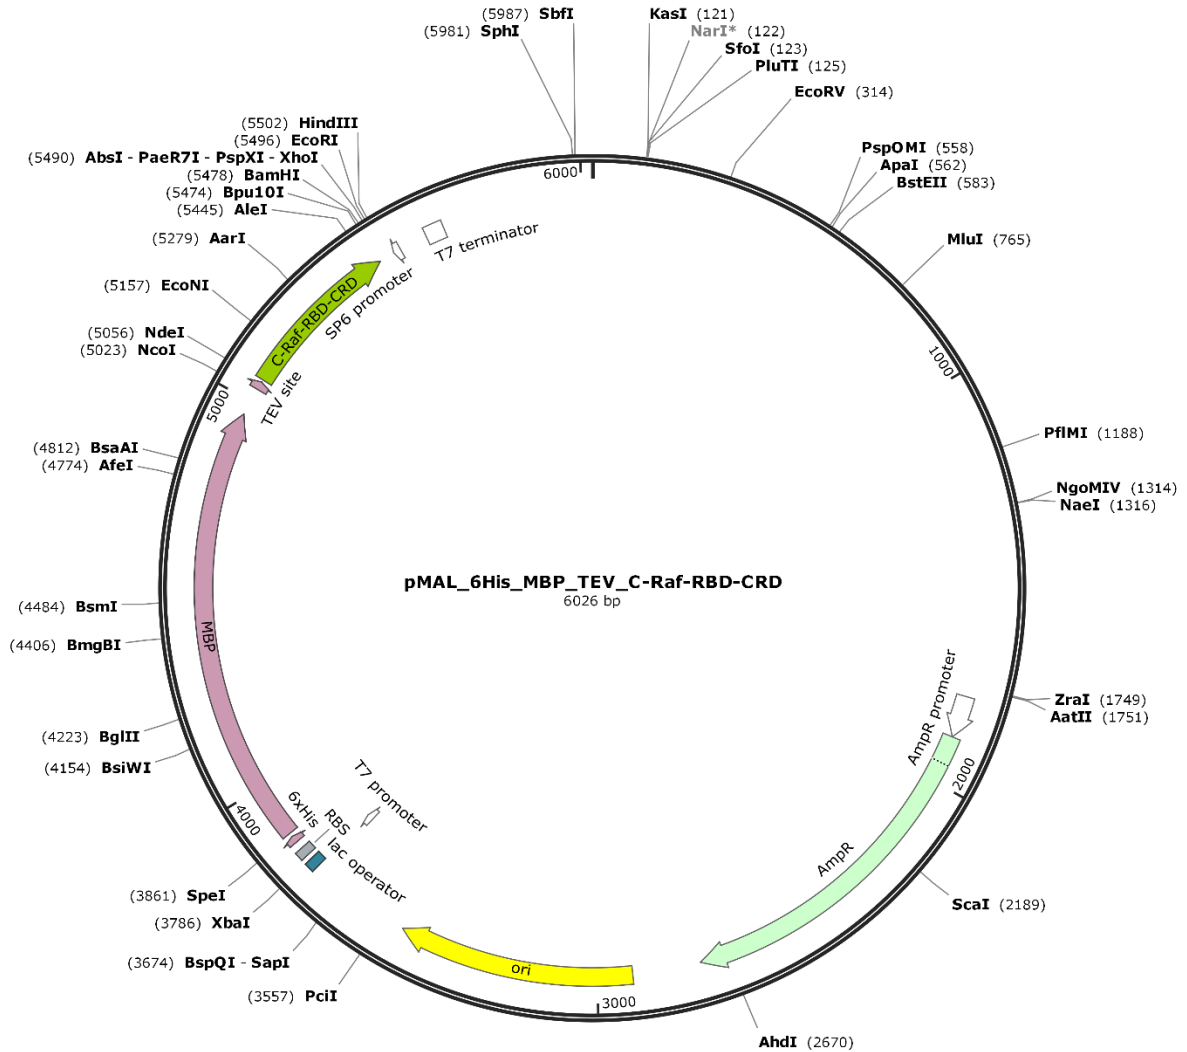 (5987) SbfI
(5981) SphI
KasI (121)
NarI* (122)
SfoI (123)
PluTI (125)
EcoRV (314)
PspOMI (558)
ApaI (562)
BstEII (583)
MluI (765)
PflMI (1188)
NgoMIV (1314)
NaeI (1316)
ZraI (1749)
AatII (1751)
ScaI (2189)
AhdI (2670)
(3557) PciI
(3674) BspQI - SapI
(3786) XbaI
(3861) SpeI
(4154) BsiWI
(4223) BglII
(4406) BmgBI
(4484) BsmI
(4774) AfeI
(4812) BsaAI
(5023) NcoI
(5056) NdeI
(5157) EcoNI
(5279) AarI
(5445) AleI
(5474) Bpu10I
(5478) BamHI
(5490) AbsI - PaeR7I - PspXI - XhoI
(5496) EcoRI
(5502) HindIII
6000
1000
2000
3000
4000
5000
T7 terminator
SP6 promoter
C-Raf-RBD-CRD
TEV site
MBP
6xHis
RBS
lac operator
T7 promoter
ori
AmpR
AmpR promoter
pMAL_6His_MBP_TEV_C-Raf-RBD-CRD
6026 bp